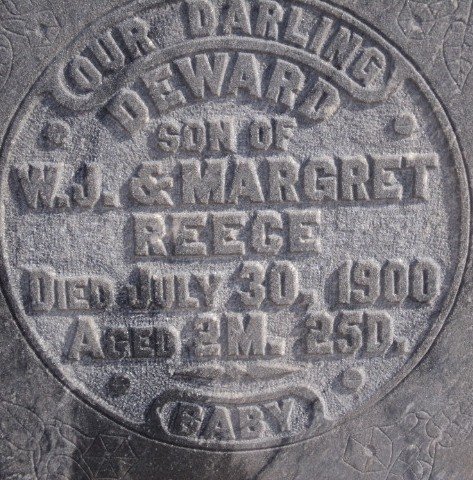 OUR DARLING
DEWARD
SON OF
W.J. & MARGRET
REECE
DIED JULY 30, 1900
AGED 2M. 25D.
BABY